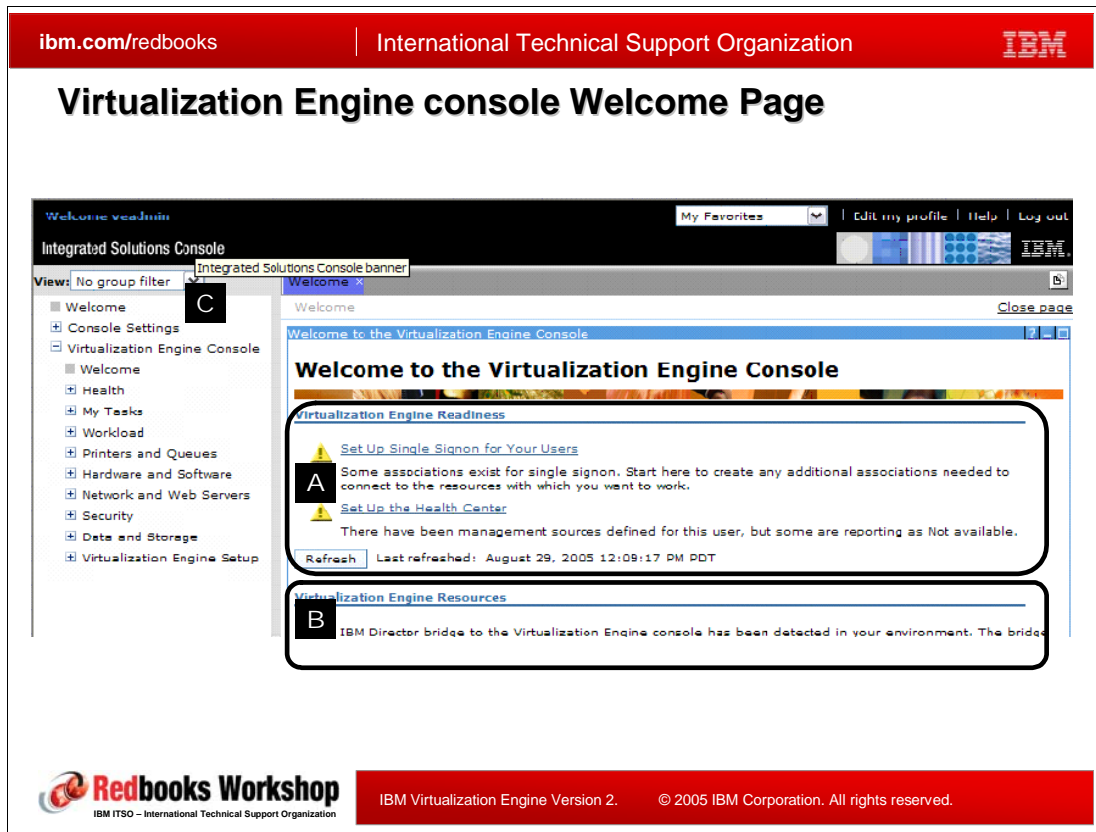 ibm.com/redbooks
International Technical Support Organization
IBM
Virtualization Engine console Welcome Page
Welcome veadmin
My Favorites
Edit my profile | Help | Log out
Integrated Solutions Console
IBM.
Integrated Solutions Console banner
View: No group filter
C
Welcome ×
Welcome
Close page
Welcome
Console Settings
Virtualization Engine Console
Welcome
Health
My Tasks
Workload
Printers and Queues
Hardware and Software
Network and Web Servers
Security
Data and Storage
Virtualization Engine Setup
Welcome to the Virtualization Engine Console
Welcome to the Virtualization Engine Console
Virtualization Engine Readiness
Set Up Single Signon for Your Users
A
Some associations exist for single signon. Start here to create any additional associations needed to
connect to the resources with which you want to work.
Set Up the Health Center
There have been management sources defined for this user, but some are reporting as Not available.
Refresh
Last refreshed: August 29, 2005 12:09:17 PM PDT
Virtualization Engine Resources
B
IBM Director bridge to the Virtualization Engine console has been detected in your environment. The bridge
Redbooks Workshop
IBM ITSO – International Technical Support Organization
IBM Virtualization Engine Version 2.
© 2005 IBM Corporation. All rights reserved.